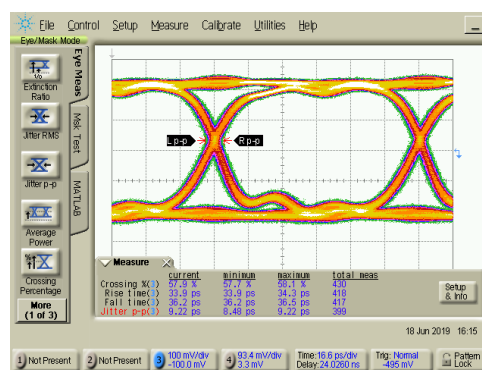 File Control Setup Measure Calibrate Utilities Help
Eye/Mask Mode
Eye Meas
Extinction
Ratio
Jitter RMS
Msk Test
Jitter p-p
MATLAB
Average
Power
Crossing
Percentage
More
(1 of 3)
L p-p
R p-p
Measure
current minimum maximum total meas
Crossing %(3) 57.9 % 57.7 % 58.1 % 430
Rise time(3) 33.9 ps 33.9 ps 34.3 ps 418
Fall time(3) 36.2 ps 36.2 ps 36.5 ps 417
Jitter p-p(3) 9.22 ps 8.48 ps 9.22 ps 399
Setup
& Info
18 Jun 2019 16:15
1 Not Present
2 Not Present
3 100 mV/div
-100.0 mV
4 93.4 mV/div
3.3 mV
Time:16.6 ps/div
Delay:24.0260 ns
Trig: Normal
-495 mV
Pattern
Lock